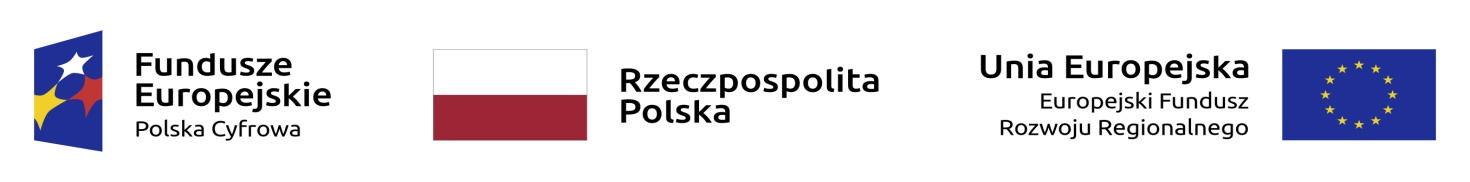 Fundusze
Europejskie
Polska Cyfrowa
Rzeczpospolita
Polska
Unia Europejska
Europejski Fundusz
Rozwoju Regionalnego